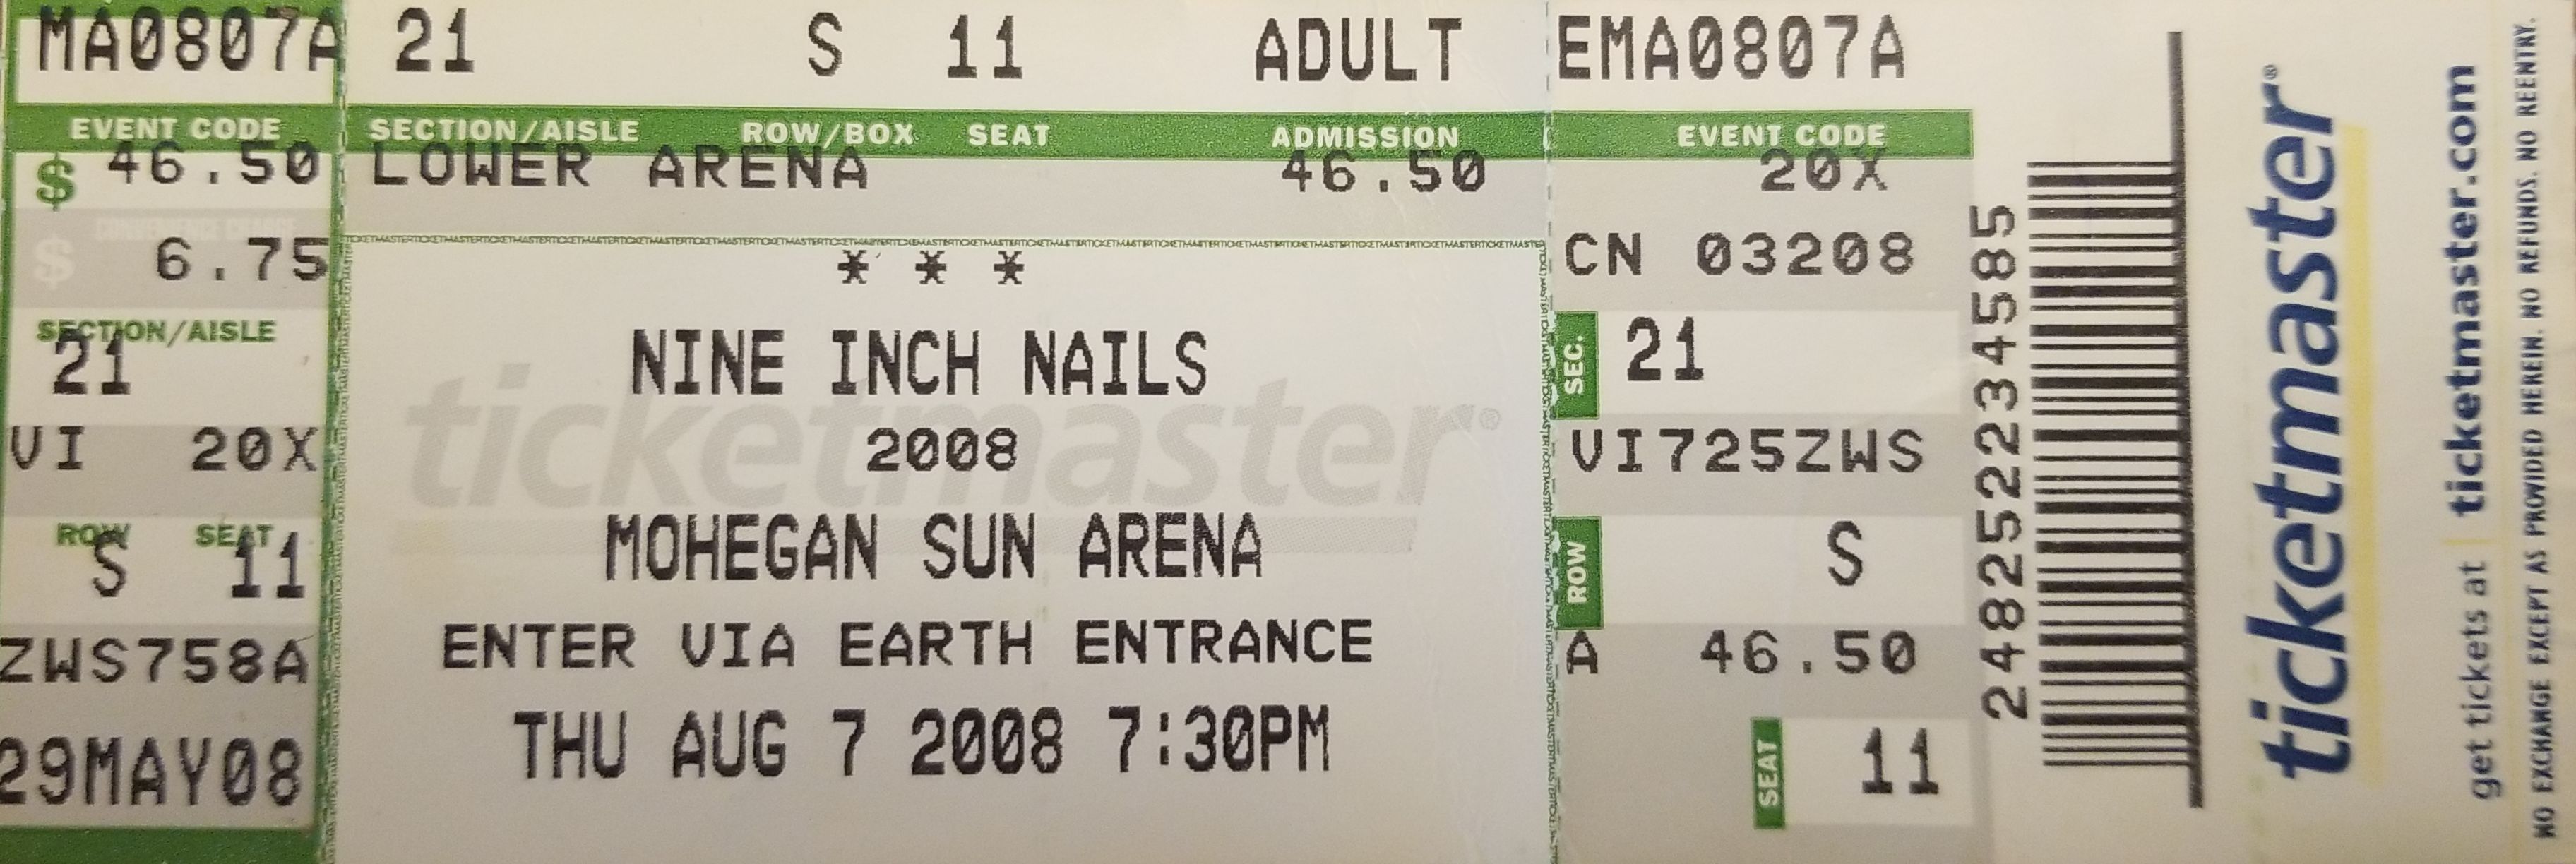 MA0807A
EVENT CODE
$ 46.50
CONVENIENCE CHARGE
$ 6.75
SECTION/AISLE
21
VI 20X
ROW SEAT
S 11
ZWS758A
29MAY08
21 S 11 ADULT
SECTION/AISLE ROW/BOX SEAT ADMISSION
LOWER ARENA 46.50
* * *
NINE INCH NAILS
ticketmaster®
2008
MOHEGAN SUN ARENA
ENTER VIA EARTH ENTRANCE
THU AUG 7 2008 7:30PM
EMA0807A
EVENT CODE
20X
CN 03208
SEC. 21
VI725ZWS
ROW S
A 46.50
SEAT 11
248252234585
ticketmaster®
get tickets at ticketmaster.com
NO EXCHANGE EXCEPT AS PROVIDED HEREIN. NO REFUNDS. NO REENTRY.